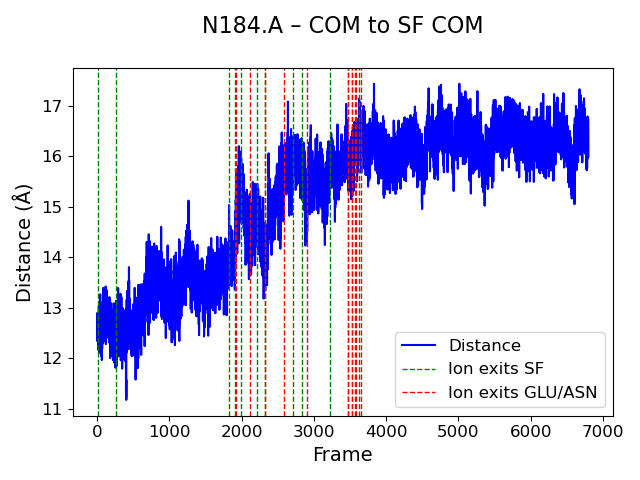 N184.A – COM to SF COM
17
16
15
14
13
12
11
Distance (Å)
0 1000 2000 3000 4000 5000 6000 7000
Frame
Distance
Ion exits SF
Ion exits GLU/ASN